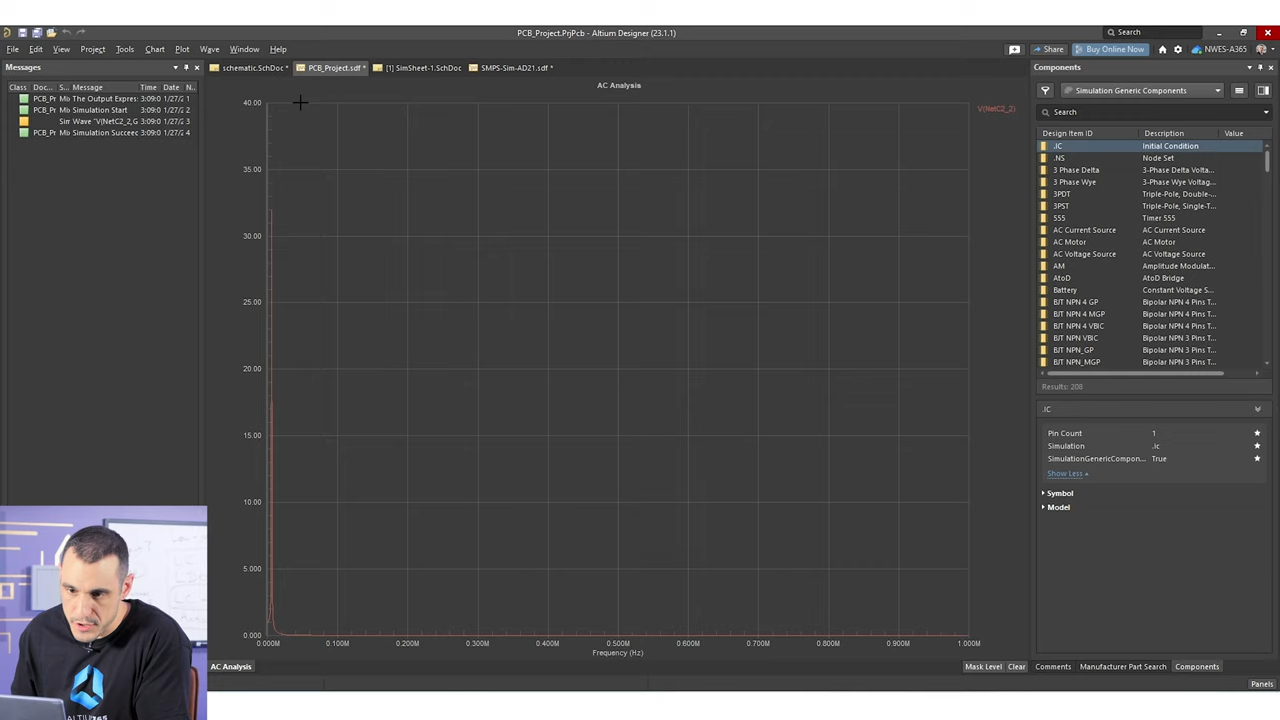 PCB_Project.PrjPcb - Altium Designer (23.1.1)
Search
File Edit View Project Tools Chart Plot Wave Window Help
Share
Buy Online Now
NWES-A365
Messages
Class Doc... S... Message Time Date N...
PCB_Pr Mi The Output Expres: 3:09:0 1/27/2 1
PCB_Pr Mi Simulation Start 3:09:0 1/27/2 2
Sim Wave "V(NetC2_2,G 3:09:0 1/27/2 3
PCB_Pr Mi Simulation Succeec 3:09:0 1/27/2 4
schematic.SchDoc *
PCB_Project.sdf *
[1] SimSheet-1.SchDoc
SMPS-Sim-AD21.sdf *
AC Analysis
V(NetC2_2)
40.00
35.00
30.00
25.00
20.00
15.00
10.00
5.000
0.000
0.000M 0.100M 0.200M 0.300M 0.400M 0.500M 0.600M 0.700M 0.800M 0.900M 1.000M
Frequency (Hz)
AC Analysis
Mask Level Clear
Components
Simulation Generic Components
Search
Design Item ID Description Value
.IC Initial Condition
.NS Node Set
3 Phase Delta 3-Phase Delta Volta...
3 Phase Wye 3-Phase Wye Voltag...
3PDT Triple-Pole, Double-...
3PST Triple-Pole, Single-T...
555 Timer 555
AC Current Source AC Current Source
AC Motor AC Motor
AC Voltage Source AC Voltage Source
AM Amplitude Modulat...
AtoD AtoD Bridge
Battery Constant Voltage S...
BJT NPN 4 GP Bipolar NPN 4 Pins T...
BJT NPN 4 MGP Bipolar NPN 4 Pins T...
BJT NPN 4 VBIC Bipolar NPN 4 Pins T...
BJT NPN VBIC Bipolar NPN 3 Pins T...
BJT NPN_GP Bipolar NPN 3 Pins T...
BJT NPN_MGP Bipolar NPN 3 Pins T...
Results: 208
.IC
Pin Count 1
Simulation .ic
SimulationGenericCompon... True
Show Less
Symbol
Model
Comments Manufacturer Part Search Components
Panels